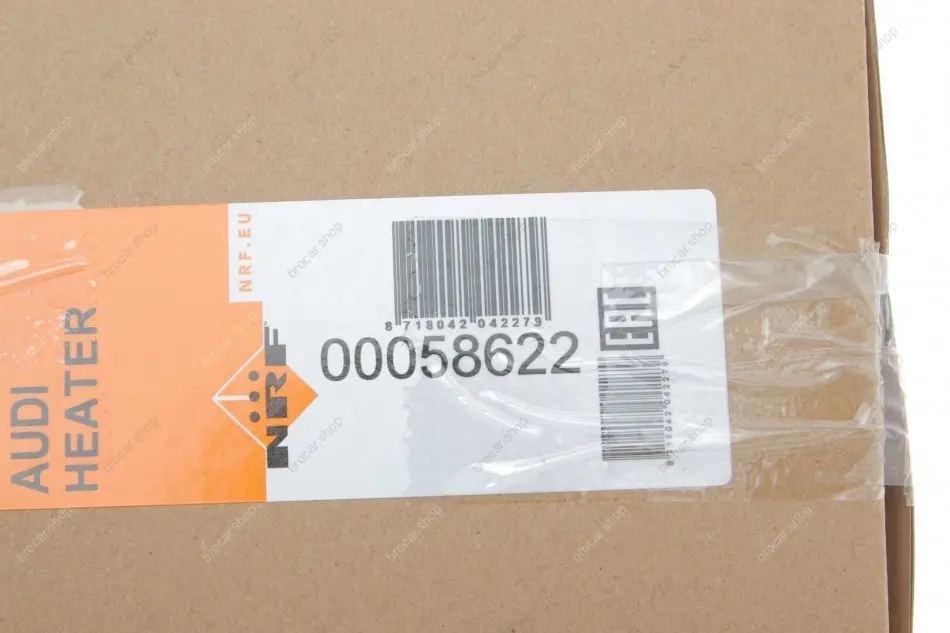 AUDI
HEATER
NRF.EU
NRF
8 718042 042279
00058622
EAC
8 718042 042279
brocar.shop